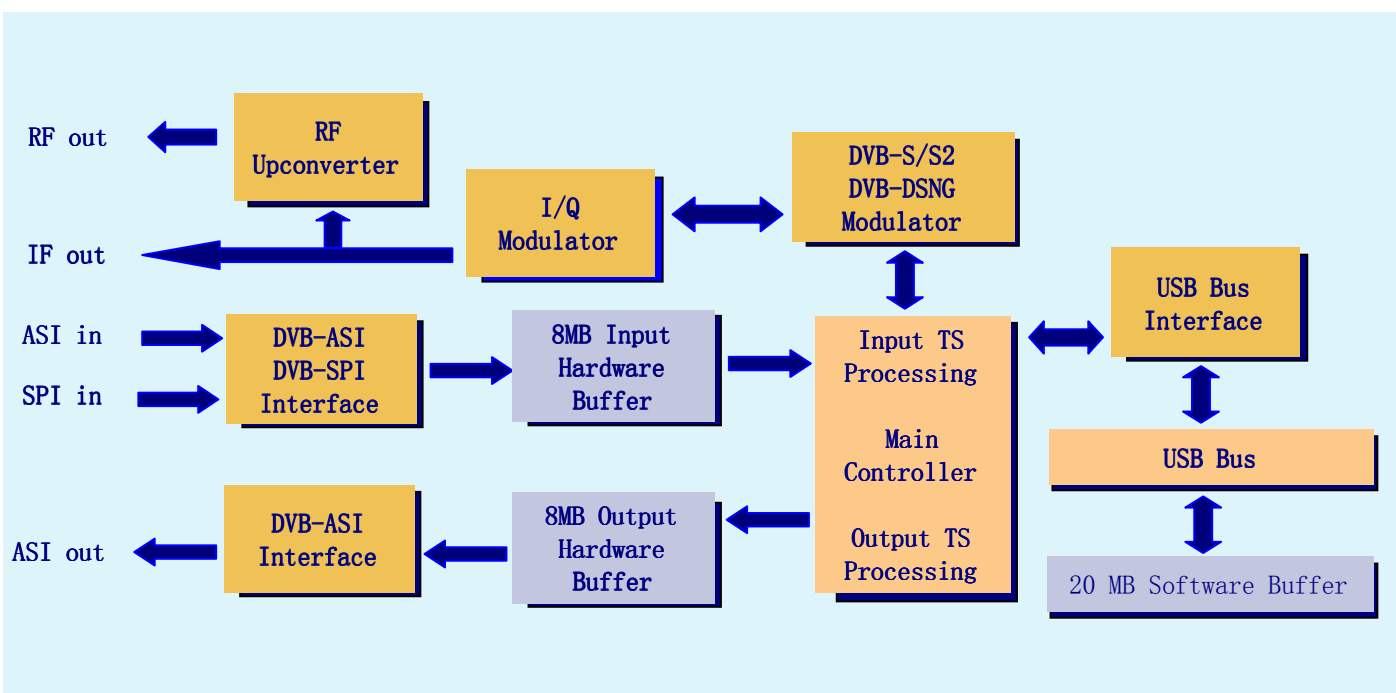 RF out
RF
Upconverter
IF out
I/Q
Modulator
DVB-S/S2
DVB-DSNG
Modulator
USB Bus
Interface
ASI in
SPI in
DVB-ASI
DVB-SPI
Interface
8MB Input
Hardware
Buffer
Input TS
Processing
Main
Controller
Output TS
Processing
USB Bus
20 MB Software Buffer
ASI out
DVB-ASI
Interface
8MB Output
Hardware
Buffer